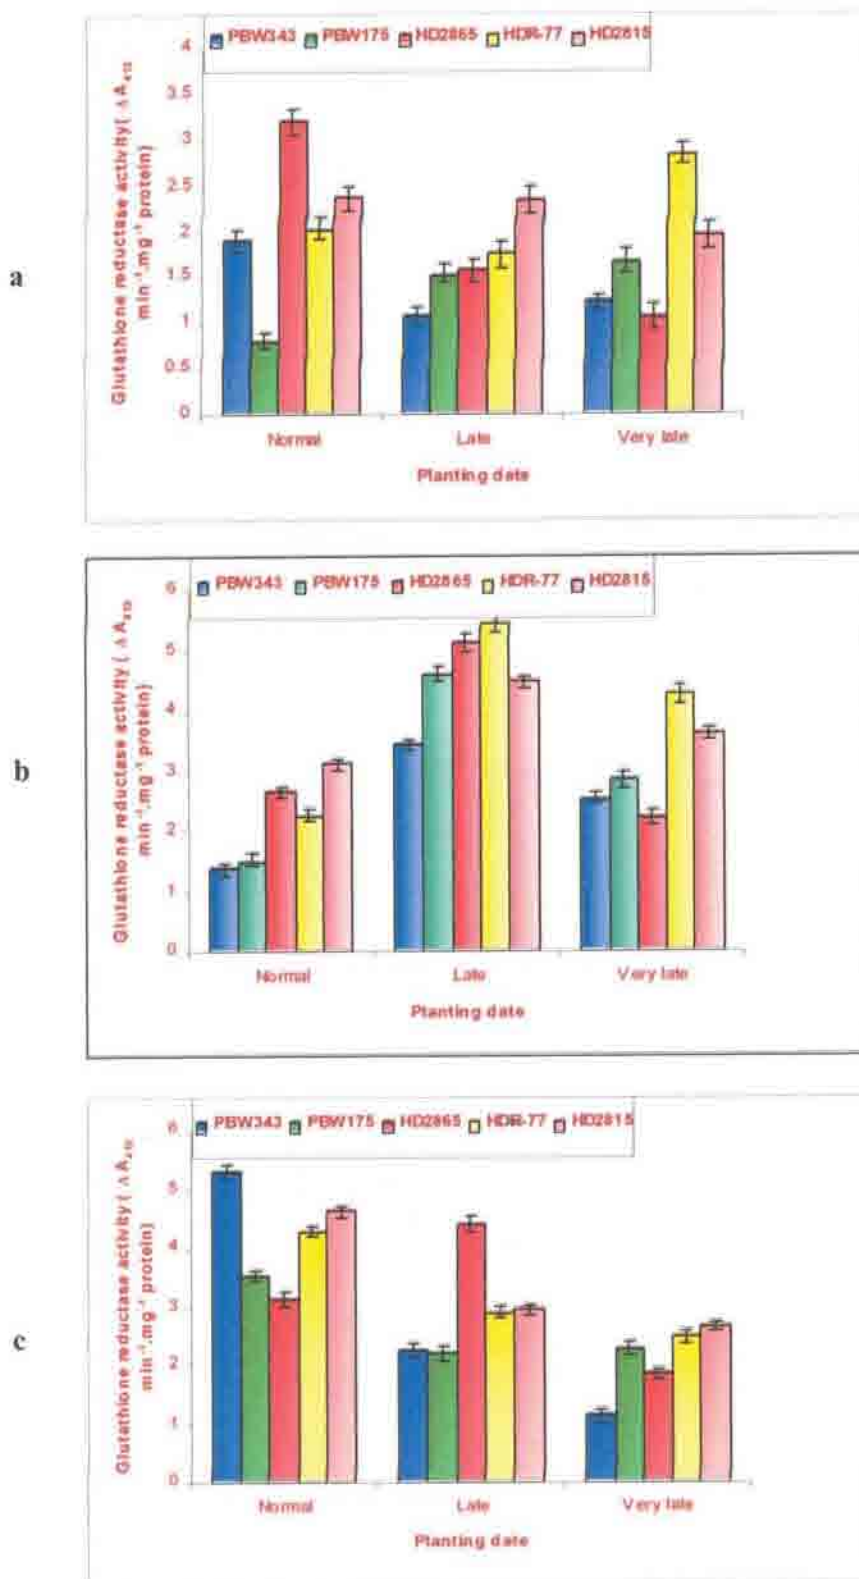 a
PBW343 PBW175 HD2865 HDR-77 HD2815
Glutathione reductase activity( Δ A₄₁₂
min⁻¹.mg⁻¹ protein)
4
3.5
3
2.5
2
1.5
1
0.5
0
Normal Late Very late
Planting date
b
PBW343 PBW175 HD2865 HDR-77 HD2815
Glutathione reductase activity ( Δ A₄₁₂
min⁻¹.mg⁻¹ protein)
6
5
4
3
2
1
0
Normal Late Very late
Planting date
c
PBW343 PBW175 HD2865 HDR-77 HD2815
Glutathione reductase activity ( Δ A₄₁₂
min⁻¹.mg⁻¹ protein)
6
5
4
3
2
1
0
Normal Late Very late
Planting date